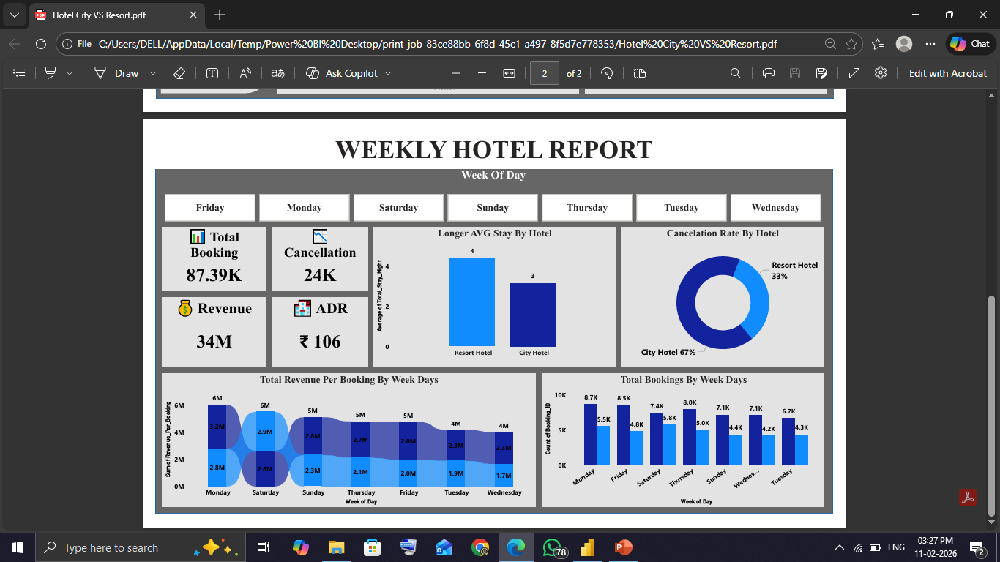 Hotel City VS Resort.pdf
File
C:/Users/DELL/AppData/Local/Temp/Power%20BI%20Desktop/print-job-83ce88bb-6f8d-45c1-a497-8f5d7e778353/Hotel%20City%20VS%20Resort.pdf
Chat
Draw
Ask Copilot
2
of 2
Edit with Acrobat
WEEKLY HOTEL REPORT
Week Of Day
Friday
Monday
Saturday
Sunday
Thursday
Tuesday
Wednesday
Total
Booking
87.39K
Cancellation
24K
Revenue
34M
ADR
₹ 106
Longer AVG Stay By Hotel
Average of Total_Stay_Night
4
2
0
4
3
Resort Hotel
City Hotel
Cancelation Rate By Hotel
Resort Hotel
33%
City Hotel 67%
Total Revenue Per Booking By Week Days
Sum of Revenue_Per_Booking
6M
4M
2M
0M
6M
6M
5M
5M
5M
4M
4M
3.2M
2.9M
2.8M
2.7M
2.8M
2.3M
2.3M
2.8M
2.6M
2.3M
2.1M
2.0M
1.9M
1.7M
Monday
Saturday
Sunday
Thursday
Friday
Tuesday
Wednesday
Week of Day
Total Bookings By Week Days
Count of Booking_ID
10K
5K
0K
8.7K
5.5K
8.5K
4.8K
7.4K
5.8K
8.0K
5.0K
7.1K
4.4K
7.1K
4.2K
6.7K
4.3K
Monday
Friday
Saturday
Thursday
Sunday
Wednes...
Tuesday
Week of Day
Type here to search
78
ENG
03:27 PM
11-02-2026
2